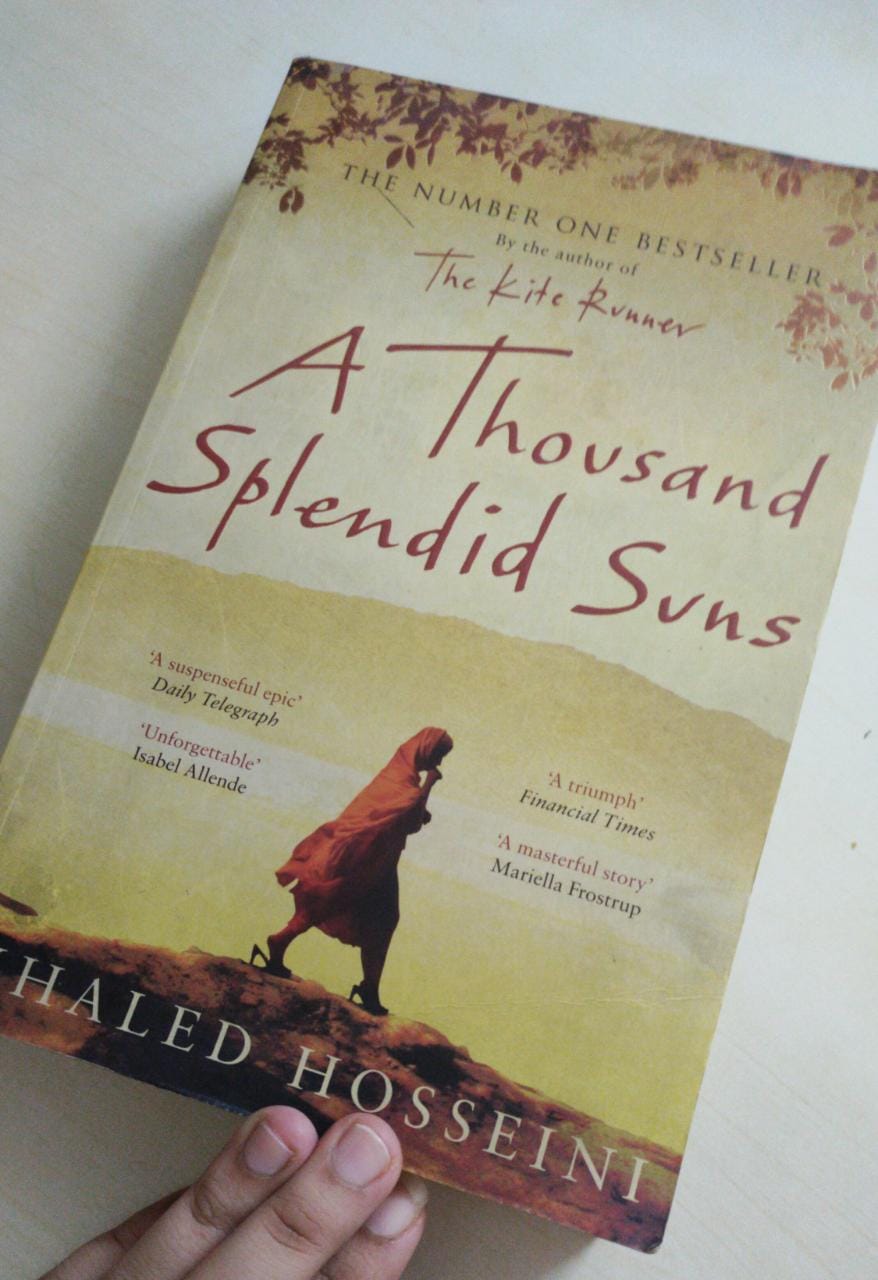 THE NUMBER ONE BESTSELLER
By the author of
The Kite Runner
A Thousand
Splendid Suns
‘A suspenseful epic’
Daily Telegraph
‘Unforgettable’
Isabel Allende
‘A triumph’
Financial Times
‘A masterful story’
Mariella Frostrup
KHALED HOSSEINI